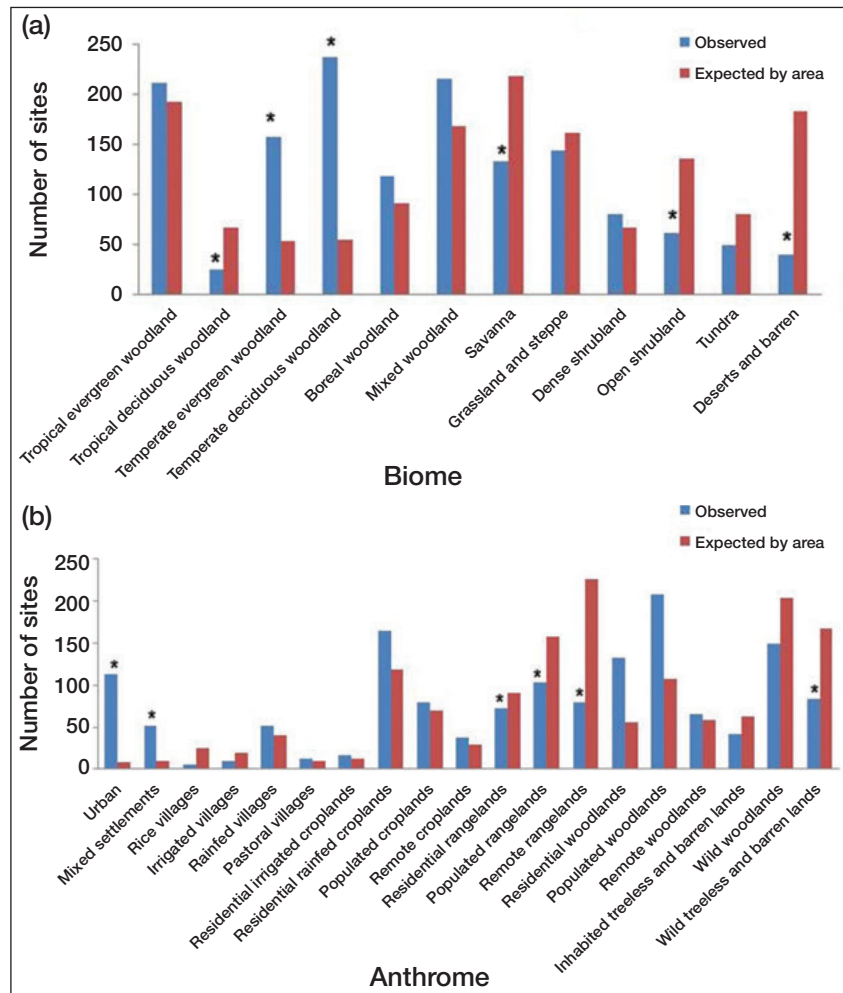 (a)
Observed
Expected by area
250
200
150
100
50
0
Number of sites
* * * * * * *
Tropical evergreen woodland
Tropical deciduous woodland
Temperate evergreen woodland
Temperate deciduous woodland
Boreal woodland
Mixed woodland
Savanna
Grassland and steppe
Dense shrubland
Open shrubland
Tundra
Deserts and barren
Biome
(b)
Observed
Expected by area
250
200
150
100
50
0
Number of sites
* * * * * *
Urban
Mixed settlements
Rice villages
Irrigated villages
Rainfed villages
Pastoral villages
Residential irrigated croplands
Residential rainfed croplands
Populated croplands
Remote croplands
Residential rangelands
Populated rangelands
Remote rangelands
Residential woodlands
Populated woodlands
Remote woodlands
Inhabited treeless and barren lands
Wild woodlands
Wild treeless and barren lands
Anthrome